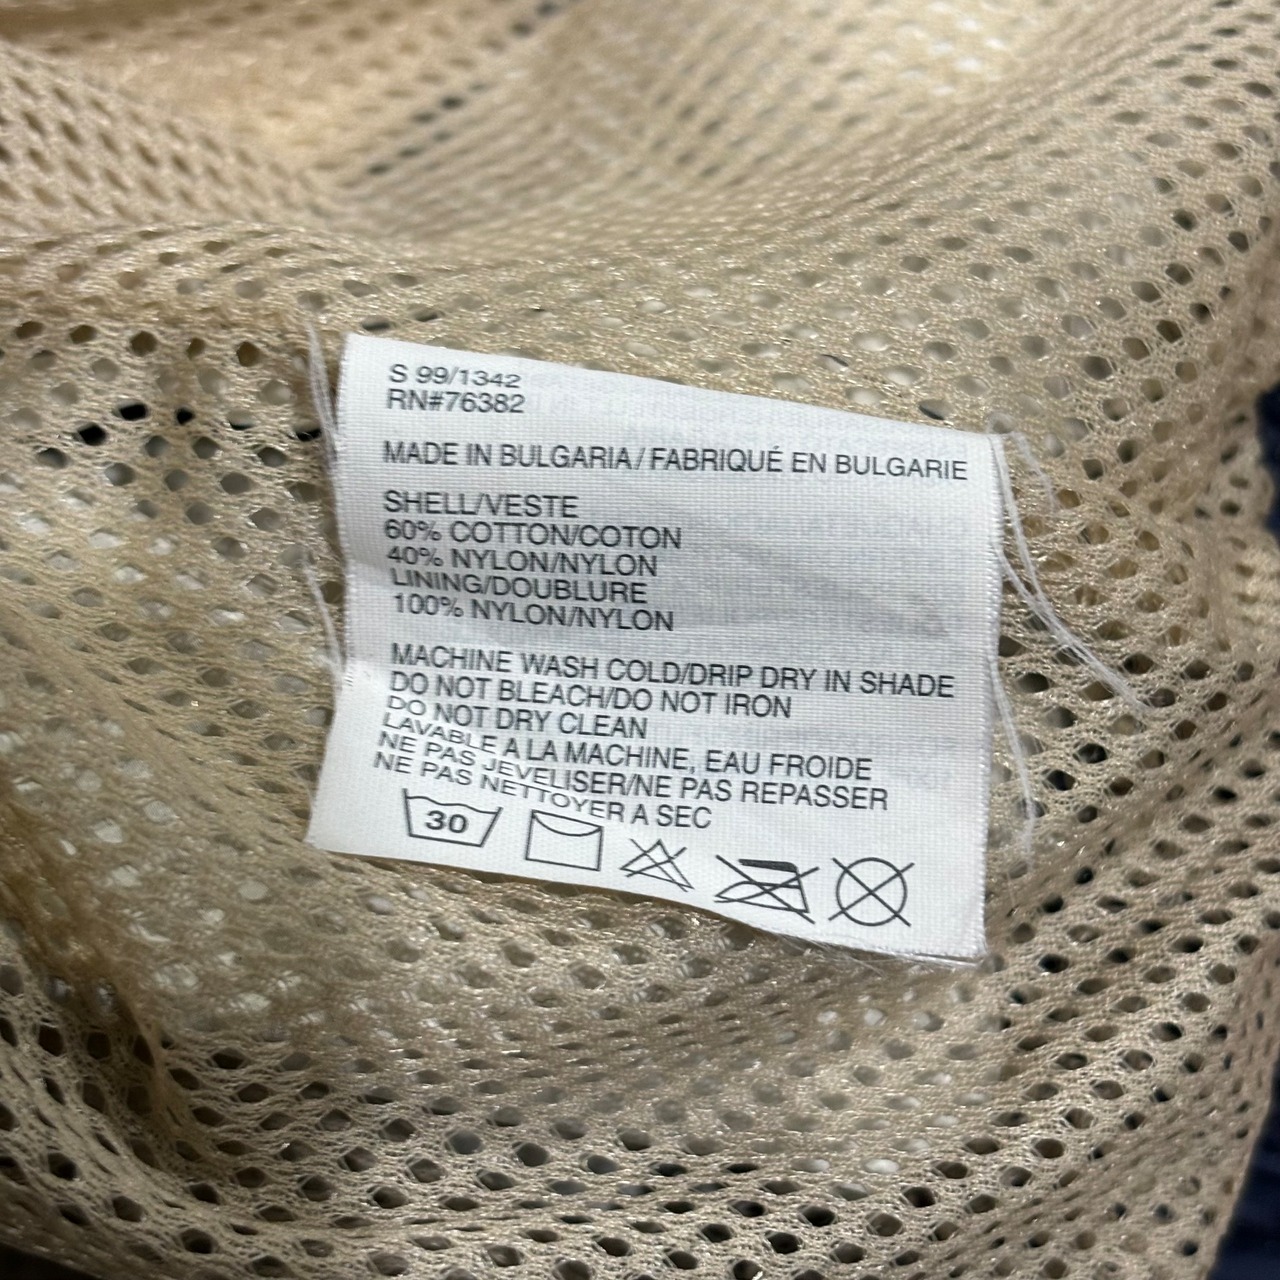 S 99/1342
RN#76382
MADE IN BULGARIA/FABRIQUÉ EN BULGARIE
SHELL/VESTE
60% COTTON/COTON
40% NYLON/NYLON
LINING/DOUBLURE
100% NYLON/NYLON
MACHINE WASH COLD/DRIP DRY IN SHADE
DO NOT BLEACH/DO NOT IRON
DO NOT DRY CLEAN
LAVABLE A LA MACHINE, EAU FROIDE
NE PAS JEVELISER/NE PAS REPASSER
NE PAS NETTOYER A SEC
30